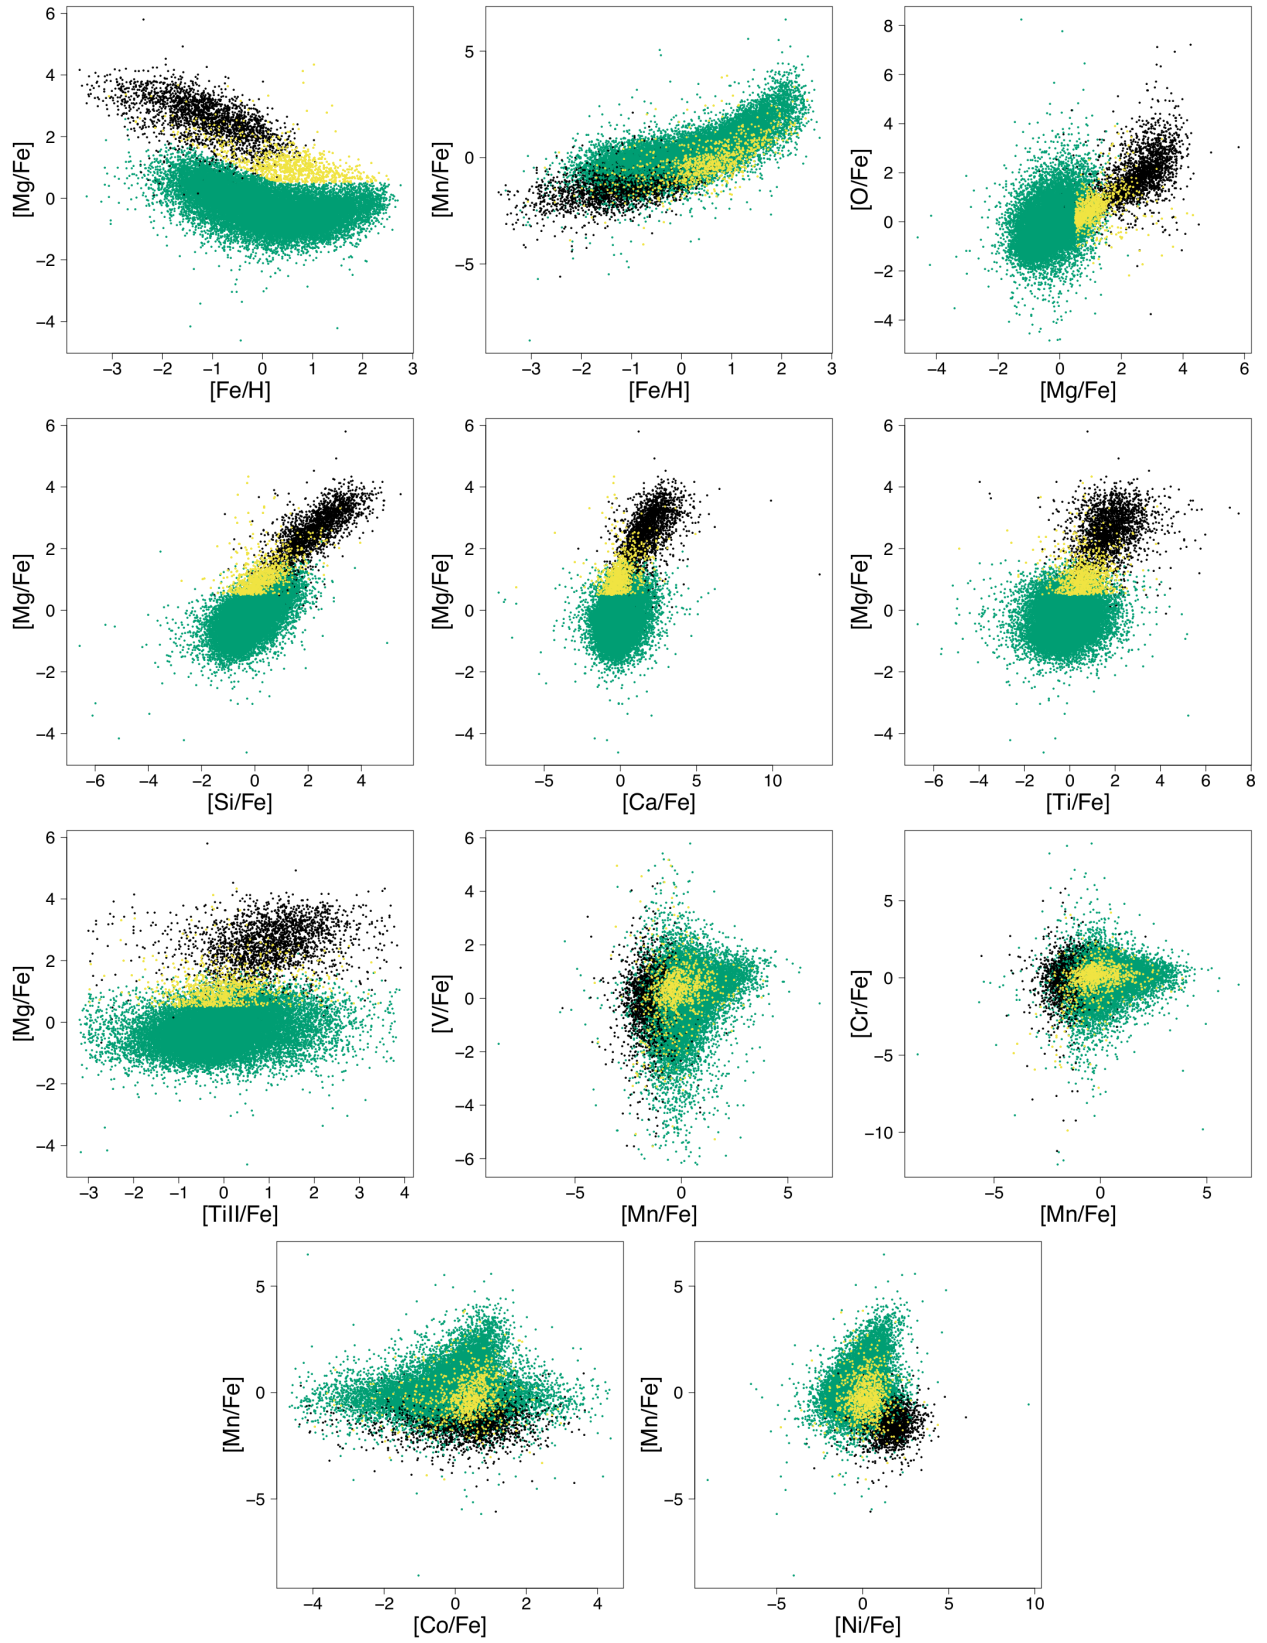 6
4
2
0
−2
−4
[Mg/Fe]
−3 −2 −1 0 1 2 3
[Fe/H]
5
0
−5
[Mn/Fe]
−3 −2 −1 0 1 2 3
[Fe/H]
8
6
4
2
0
−2
−4
[O/Fe]
−4 −2 0 2 4 6
[Mg/Fe]
6
4
2
0
−2
−4
[Mg/Fe]
−6 −4 −2 0 2 4
[Si/Fe]
6
4
2
0
−2
−4
[Mg/Fe]
−5 0 5 10
[Ca/Fe]
6
4
2
0
−2
−4
[Mg/Fe]
−6 −4 −2 0 2 4 6 8
[Ti/Fe]
6
4
2
0
−2
−4
[Mg/Fe]
−3 −2 −1 0 1 2 3 4
[TiII/Fe]
6
4
2
0
−2
−4
−6
[V/Fe]
−5 0 5
[Mn/Fe]
5
0
−5
−10
[Cr/Fe]
−5 0 5
[Mn/Fe]
5
0
−5
[Mn/Fe]
−4 −2 0 2 4
[Co/Fe]
5
0
−5
[Mn/Fe]
−5 0 5 10
[Ni/Fe]